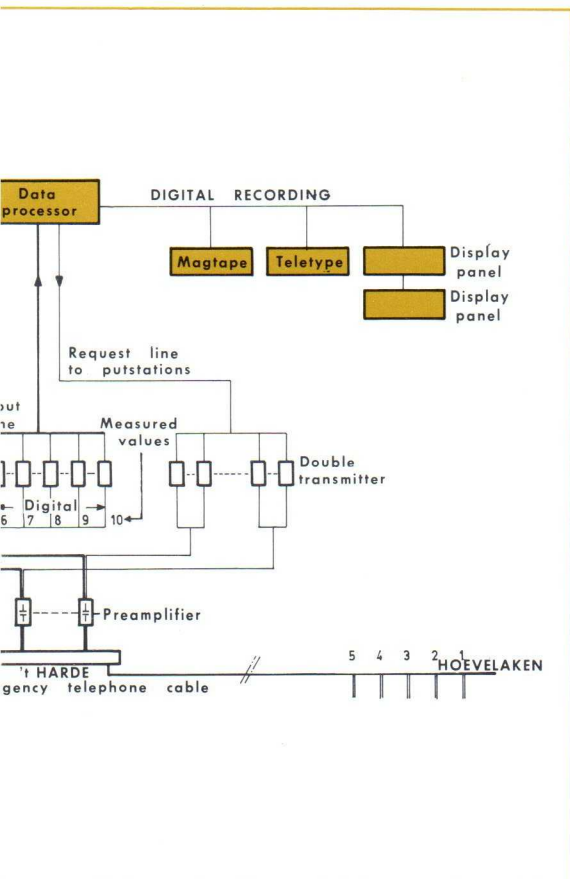 Data
processor
DIGITAL RECORDING
Magtape
Teletype
Display
panel
Display
panel
Request line
to putstations
Measured
values
Double
transmitter
Digital
6 7 8 9 10
Preamplifier
't HARDE
gency telephone cable
5 4 3 2 1
HOEVELAKEN